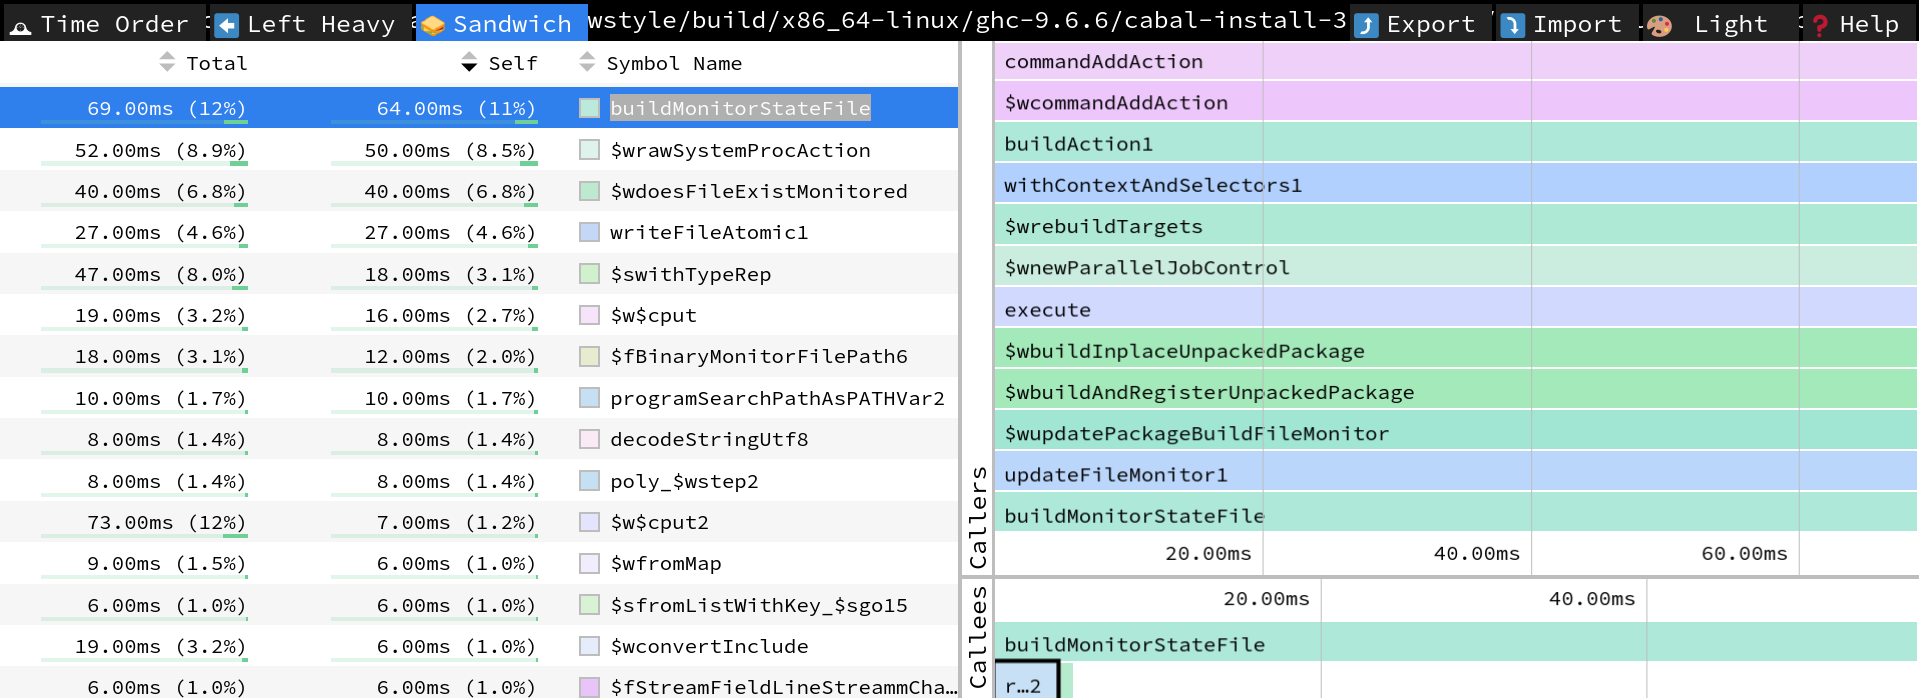 Time Order
Left Heavy
Sandwich
wstyle/build/x86_64-linux/ghc-9.6.6/cabal-install-3
Export
Import
Light
Help
Total Self Symbol Name
69.00ms (12%) 64.00ms (11%) buildMonitorStateFile
52.00ms (8.9%) 50.00ms (8.5%) $wrawSystemProcAction
40.00ms (6.8%) 40.00ms (6.8%) $wdoesFileExistMonitored
27.00ms (4.6%) 27.00ms (4.6%) writeFileAtomic1
47.00ms (8.0%) 18.00ms (3.1%) $swithTypeRep
19.00ms (3.2%) 16.00ms (2.7%) $w$cput
18.00ms (3.1%) 12.00ms (2.0%) $fBinaryMonitorFilePath6
10.00ms (1.7%) 10.00ms (1.7%) programSearchPathAsPATHVar2
8.00ms (1.4%) 8.00ms (1.4%) decodeStringUtf8
8.00ms (1.4%) 8.00ms (1.4%) poly_$wstep2
73.00ms (12%) 7.00ms (1.2%) $w$cput2
9.00ms (1.5%) 6.00ms (1.0%) $wfromMap
6.00ms (1.0%) 6.00ms (1.0%) $sfromListWithKey_$sgo15
19.00ms (3.2%) 6.00ms (1.0%) $wconvertInclude
6.00ms (1.0%) 6.00ms (1.0%) $fStreamFieldLineStreammCha…
Callers
commandAddAction
$wcommandAddAction
buildAction1
withContextAndSelectors1
$wrebuildTargets
$wnewParallelJobControl
execute
$wbuildInplaceUnpackedPackage
$wbuildAndRegisterUnpackedPackage
$wupdatePackageBuildFileMonitor
updateFileMonitor1
buildMonitorStateFile
20.00ms 40.00ms 60.00ms
Callees
20.00ms 40.00ms
buildMonitorStateFile
r…2